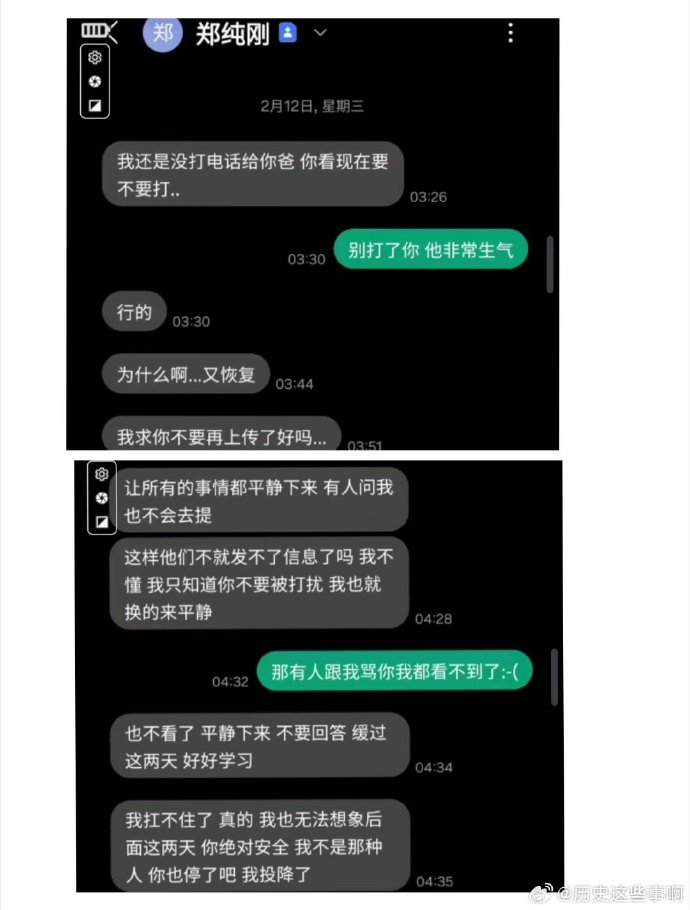 郑
郑纯刚
2月12日, 星期三
我还是没打电话给你爸 你看现在要
不要打..
03:26
别打了你 他非常生气
03:30
行的
03:30
为什么啊...又恢复
03:44
我求你不要再上传了好吗...
03:51
让所有的事情都平静下来 有人问我
也不会去提
这样他们不就发不了信息了吗 我不
懂 我只知道你不要被打扰 我也就
换的来平静
04:28
那有人跟我骂你我都看不到了:-(
04:32
也不看了 平静下来 不要回答 缓过
这两天 好好学习
04:34
我扛不住了 真的 我也无法想象后
面这两天 你绝对安全 我不是那种
人 你也停了吧 我投降了
04:35
@历史这些事啊